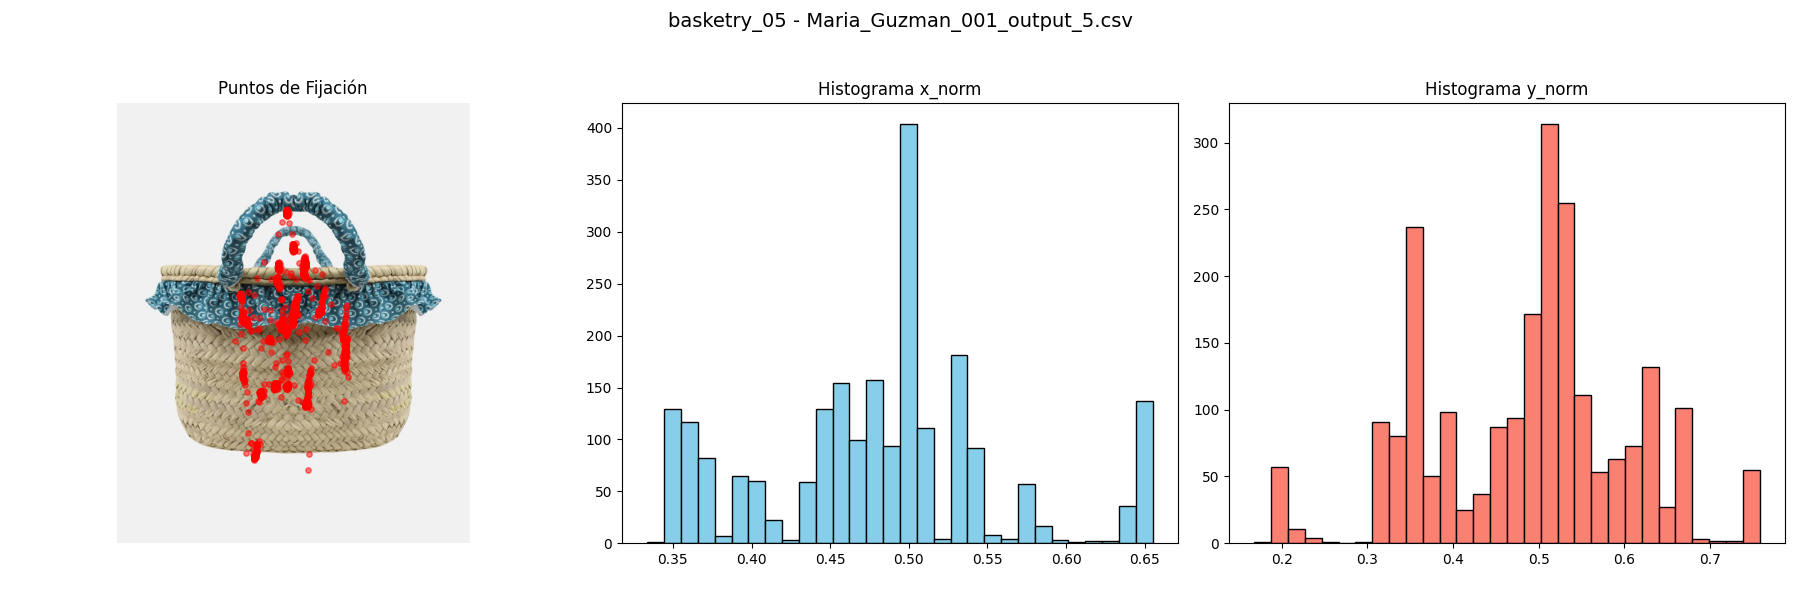 basketry_05 - Maria_Guzman_001_output_5.csv
Puntos de Fijación
Histograma x_norm
400
350
300
250
200
150
100
50
0
0.35 0.40 0.45 0.50 0.55 0.60 0.65
Histograma y_norm
300
250
200
150
100
50
0
0.2 0.3 0.4 0.5 0.6 0.7